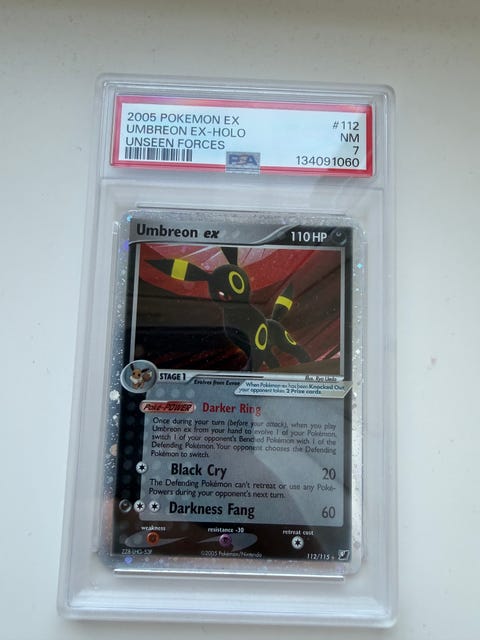 2005 POKEMON EX #112
UMBREON EX-HOLO NM
UNSEEN FORCES 7
PSA 134091060
Umbreon ex 110 HP
STAGE 1 Evolves from Eevee Illus. Ryo Ueda
When Pokémon-ex has been Knocked Out,
your opponent takes 2 Prize cards.
Poké-POWER Darker Ring
Once during your turn (before your attack), when you play
Umbreon ex from your hand to evolve 1 of your Pokémon,
switch 1 of your opponent's Benched Pokémon with 1 of the
Defending Pokémon. Your opponent chooses the Defending
Pokémon to switch.
Black Cry 20
The Defending Pokémon can't retreat or use any Poké-
Powers during your opponent's next turn.
Darkness Fang 60
weakness resistance -30 retreat cost
©2005 Pokémon/Nintendo 112/115